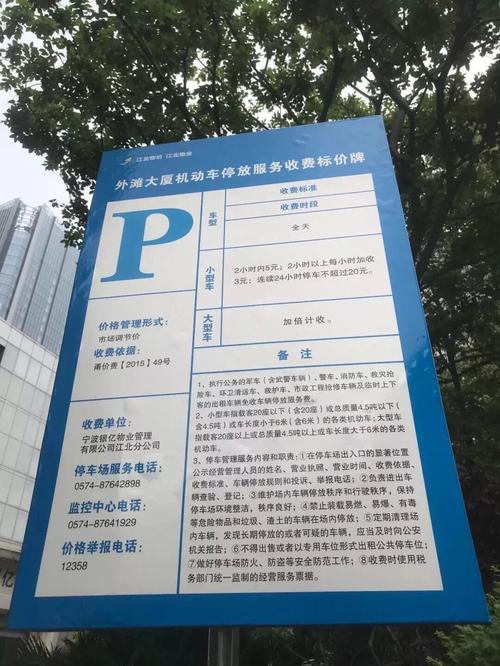 江北物协 江北物业
外滩大厦机动车停放服务收费标价牌
P
价格管理形式:
市场调节价
收费依据:
甬价费【2015】49号
收费单位:
宁波银亿物业管理
有限公司江北分公司
停车场服务电话:
0574-87642898
监控中心电话:
0574-87641929
价格举报电话:
12358
车型
收费标准
收费时段
全天
小型车
2小时内5元;2小时以上每小时加收
3元;连续24小时停车不超过20元。
大型车
加倍计收。
备 注
1、执行公务的军车(含武警车辆)、警车、消防车、救灾抢
险车、环卫清运车、救护车、市政工程抢修车辆及临时上下
客的出租车辆免收车辆停放服务费。
2、小型车指载客20座以下(含20座)或总质量4.5吨以下(
含4.5吨)或车长度小于6米(含6米)的各类机动车;大型车
指载客20座以上或总质量4.5吨以上或车长度大于6米的各类
机动车。
3、停车管理服务内容和职责:①在停车场出入口的显著位置
公示经营管理人员的姓名、营业执照、营业时间、收费依据、
收费标准、车辆停放规则和投诉、举报电话;②负责进出车
辆查验、登记;③维护场内车辆停放秩序和行驶秩序,保持
停车场环境整洁,秩序良好;④禁止装载易燃、易爆、有毒
等危险物品和垃圾、渣土的车辆在场内停放;⑤定期清理场
内车辆,发现长期停放的或者可疑的车辆,应当及时向公安
机关报告;⑥不得出售或者以专用车位形式出租公共停车位;
⑦做好停车场防火、防盗等安全防范工作;⑧收费时使用税
务部门统一监制的经营服务票据。
亿